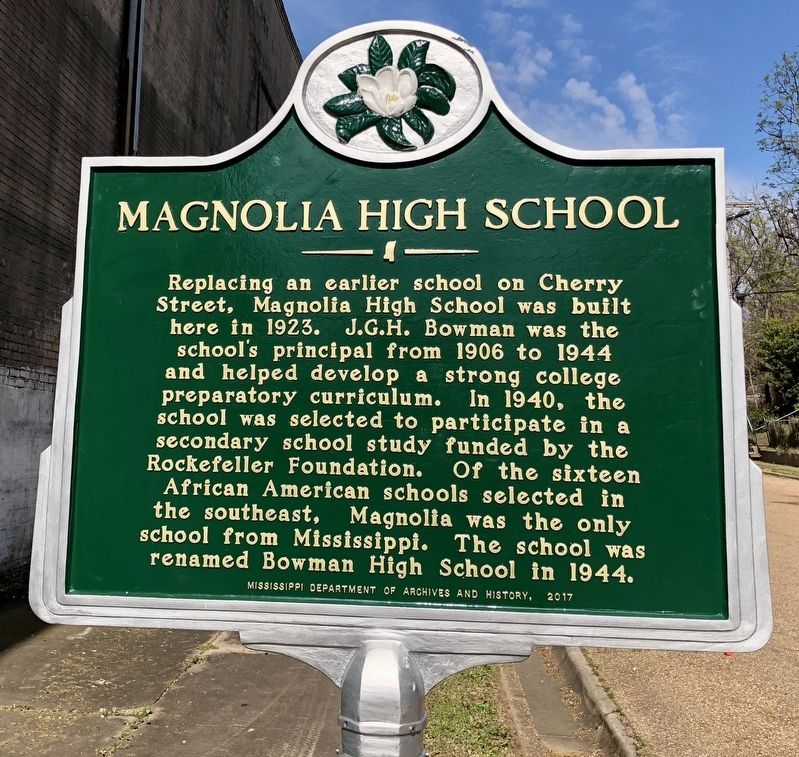 MAGNOLIA HIGH SCHOOL
Replacing an earlier school on Cherry
Street, Magnolia High School was built
here in 1923. J.G.H. Bowman was the
school's principal from 1906 to 1944
and helped develop a strong college
preparatory curriculum. In 1940, the
school was selected to participate in a
secondary school study funded by the
Rockefeller Foundation. Of the sixteen
African American schools selected in
the southeast, Magnolia was the only
school from Mississippi. The school was
renamed Bowman High School in 1944.
MISSISSIPPI DEPARTMENT OF ARCHIVES AND HISTORY, 2017